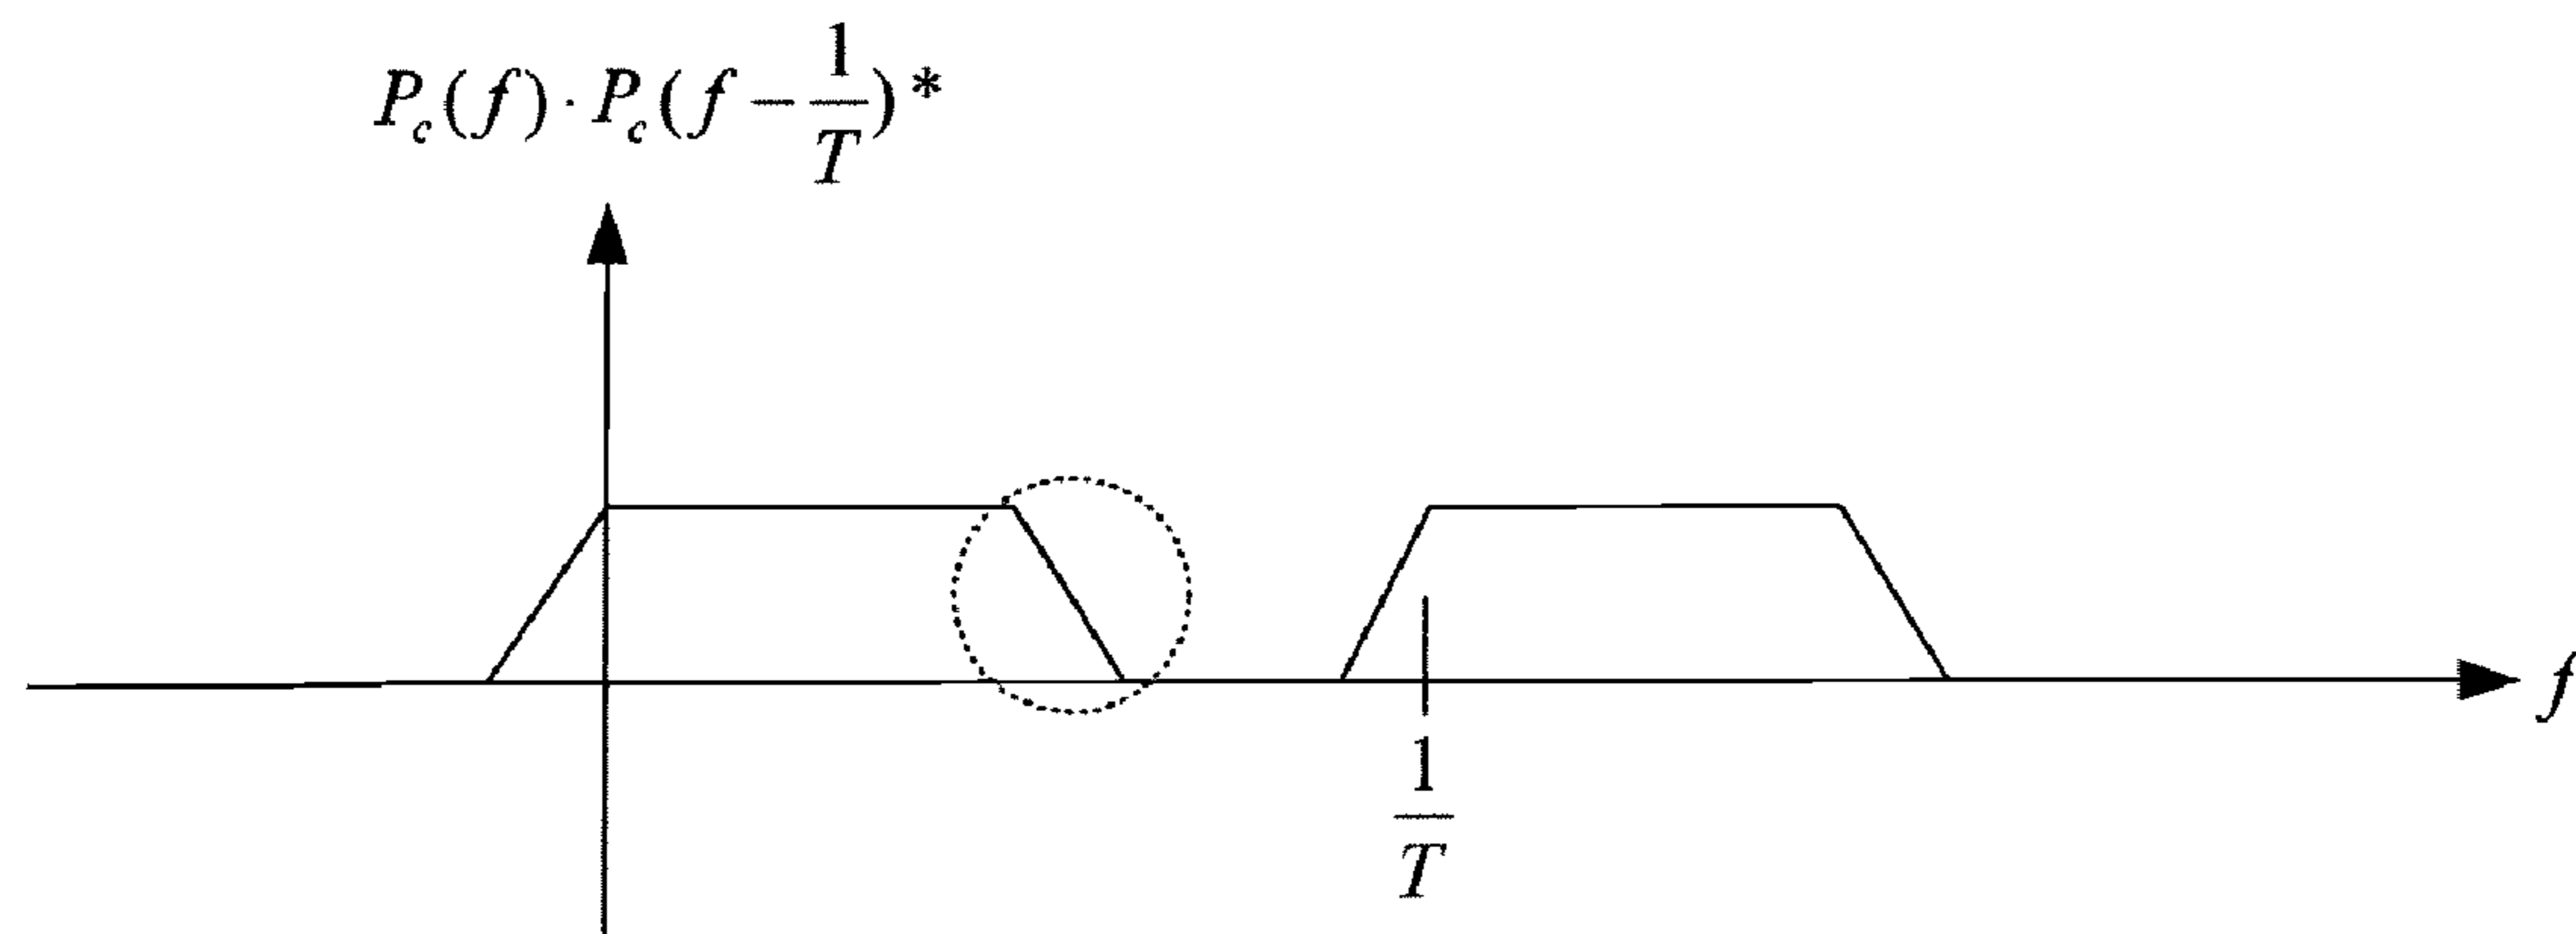 P_c(f) · P_c(f − 1/T)*
f
1/T